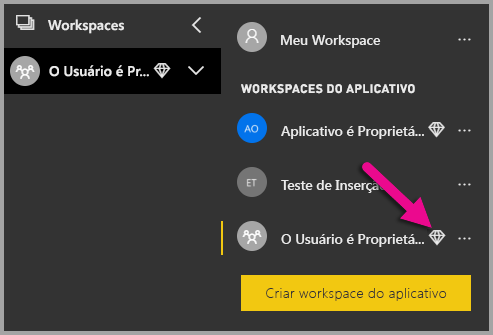 Workspaces
O Usuário é Pr...
Meu Workspace
WORKSPACES DO APLICATIVO
AO
Aplicativo é Proprietá...
ET
Teste de Inserç
O Usuário é Proprietá...
Criar workspace do aplicativo